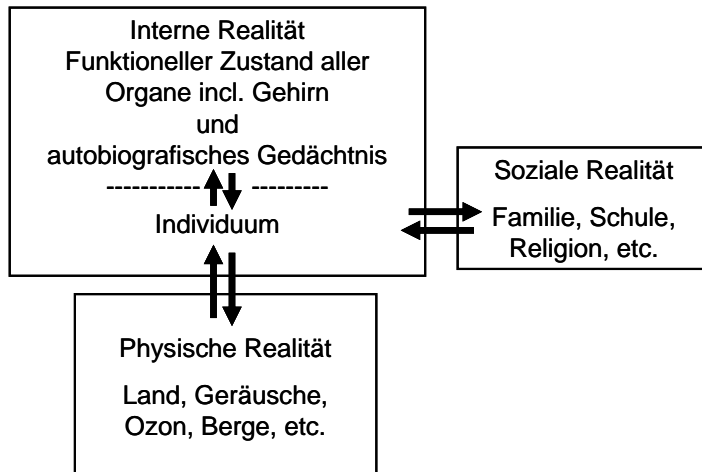 Interne Realität
Funktioneller Zustand aller
Organe incl. Gehirn
und
autobiografisches Gedächtnis
----------- ---------
Individuum
Soziale Realität
Familie, Schule,
Religion, etc.
Physische Realität
Land, Geräusche,
Ozon, Berge, etc.